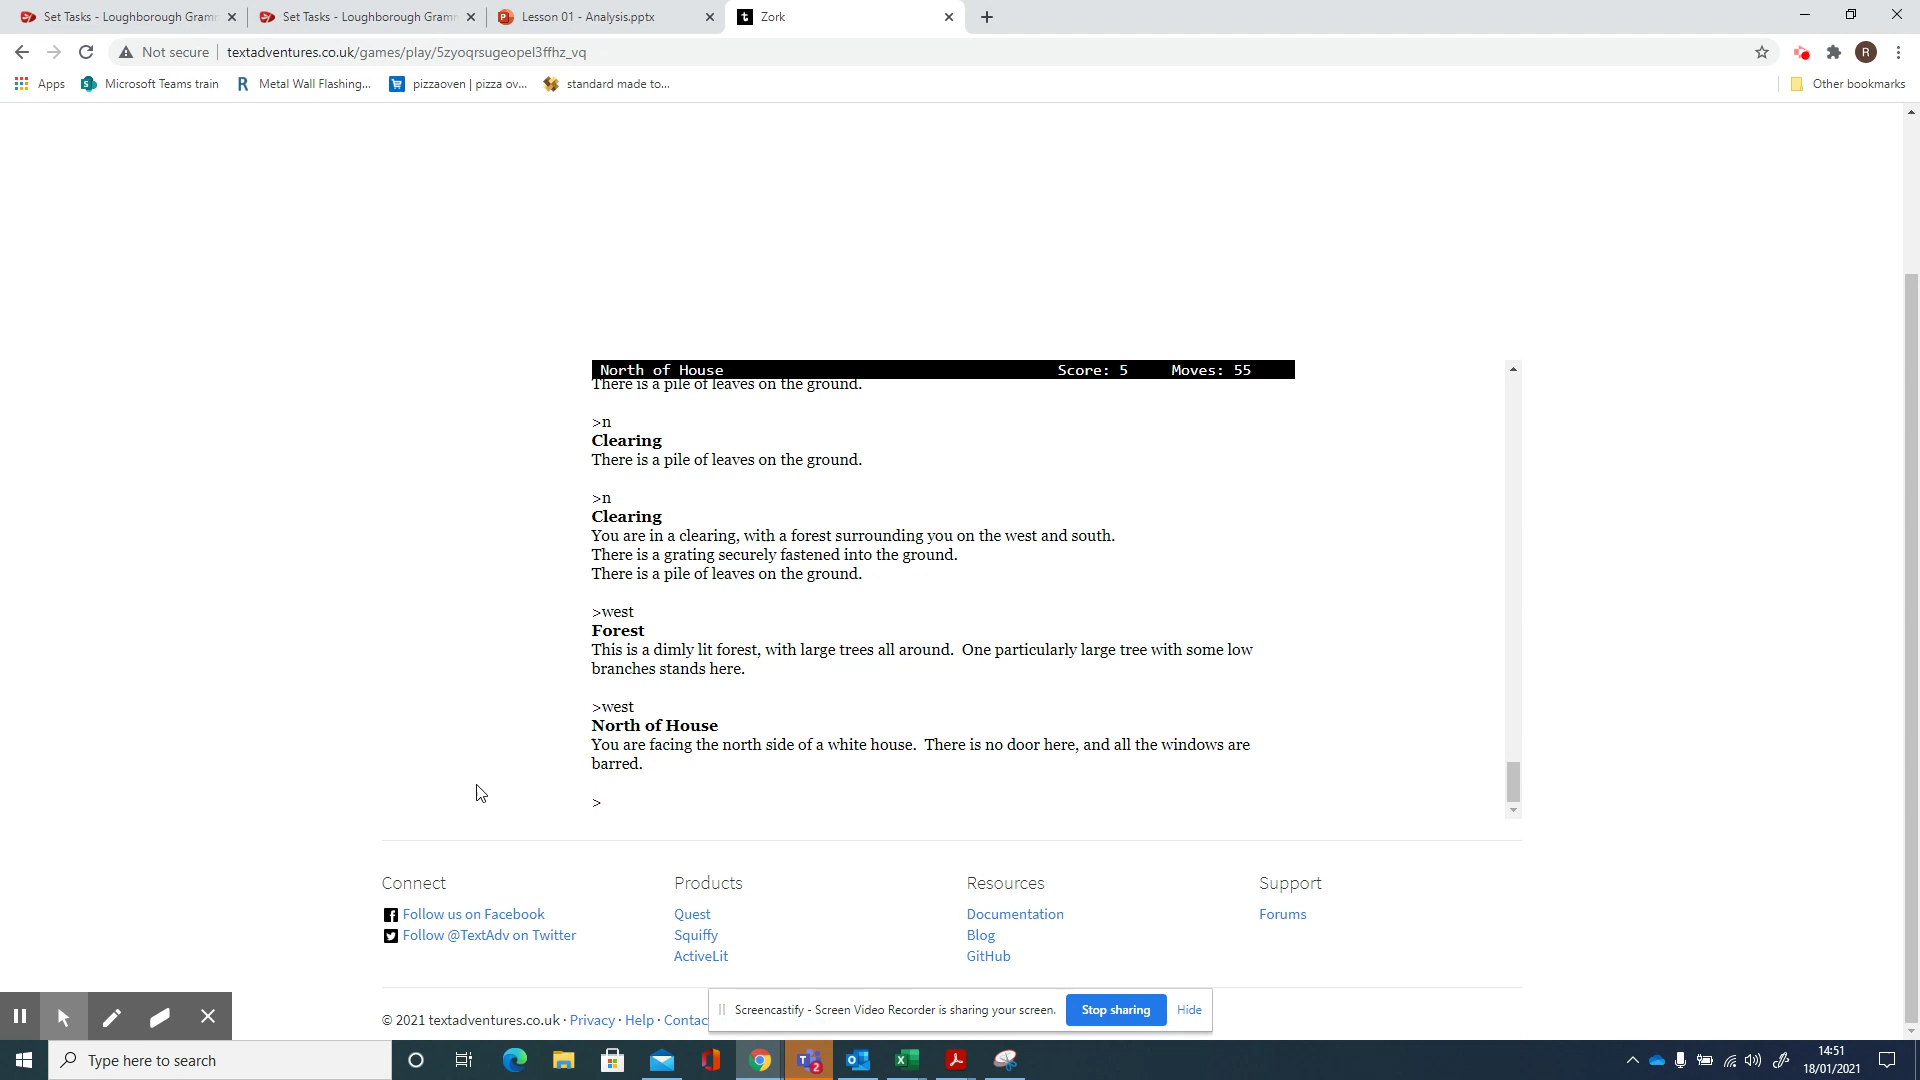 Set Tasks - Loughborough Gramm
Set Tasks - Loughborough Gramm
Lesson 01 - Analysis.pptx
Zork
Not secure
textadventures.co.uk/games/play/5zyoqrsugeopel3ffhz_vq
R
Apps
Microsoft Teams train
Metal Wall Flashing...
pizzaoven | pizza ov...
standard made to...
Other bookmarks
North of House Score: 5 Moves: 55
There is a pile of leaves on the ground.
>n
Clearing
There is a pile of leaves on the ground.
>n
Clearing
You are in a clearing, with a forest surrounding you on the west and south.
There is a grating securely fastened into the ground.
There is a pile of leaves on the ground.
>west
Forest
This is a dimly lit forest, with large trees all around. One particularly large tree with some low
branches stands here.
>west
North of House
You are facing the north side of a white house. There is no door here, and all the windows are
barred.
>
Connect
Products
Resources
Support
Follow us on Facebook
Quest
Documentation
Forums
Follow @TextAdv on Twitter
Squiffy
Blog
ActiveLit
GitHub
Screencastify - Screen Video Recorder is sharing your screen.
Stop sharing
Hide
© 2021 textadventures.co.uk · Privacy · Help · Contac
Type here to search
14:51
18/01/2021